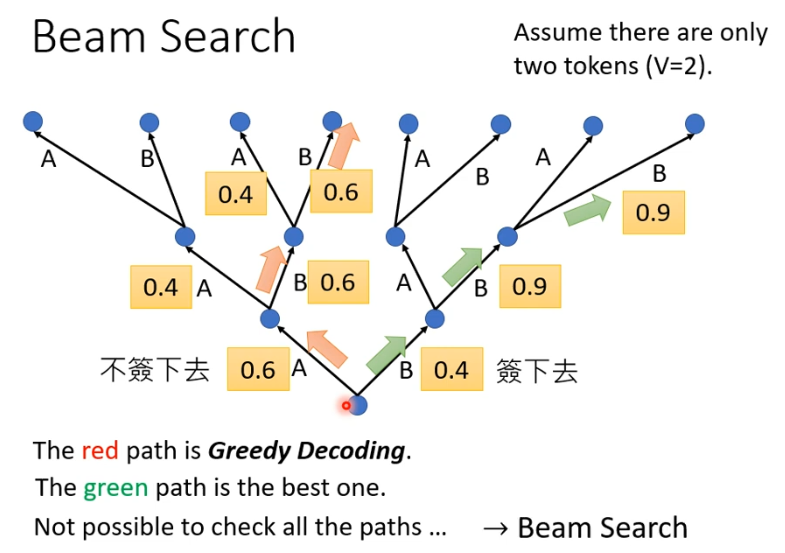 Beam Search
Assume there are only
two tokens (V=2).
A
B
A
B
A
B
A
B
0.4
0.6
0.9
0.4
A
B
0.6
A
B
0.9
不簽下去
0.6
A
B
0.4
簽下去
The red path is Greedy Decoding.
The green path is the best one.
Not possible to check all the paths ...
→ Beam Search